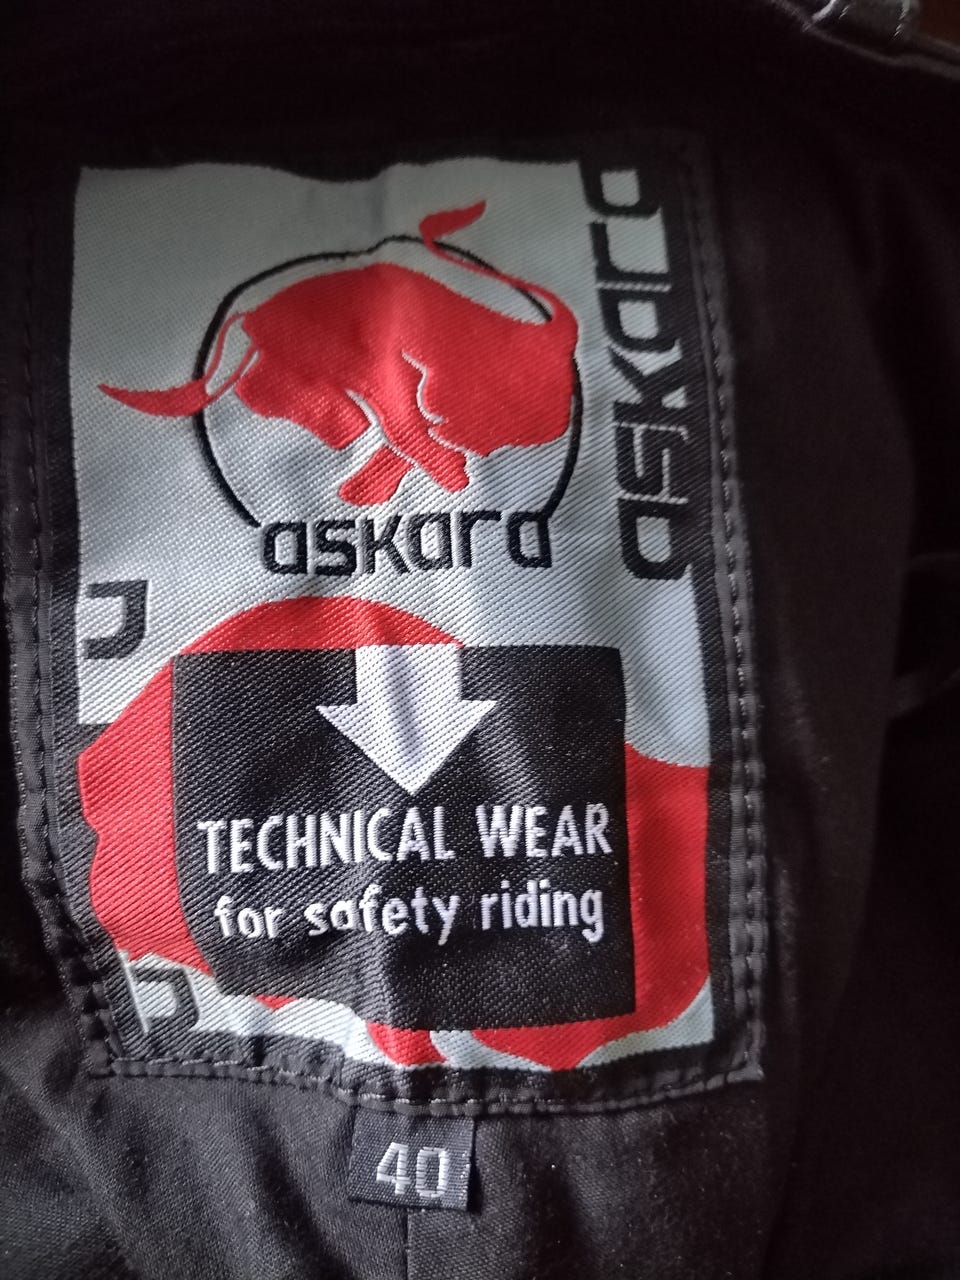 askara
askara
TECHNICAL WEAR
for safety riding
40